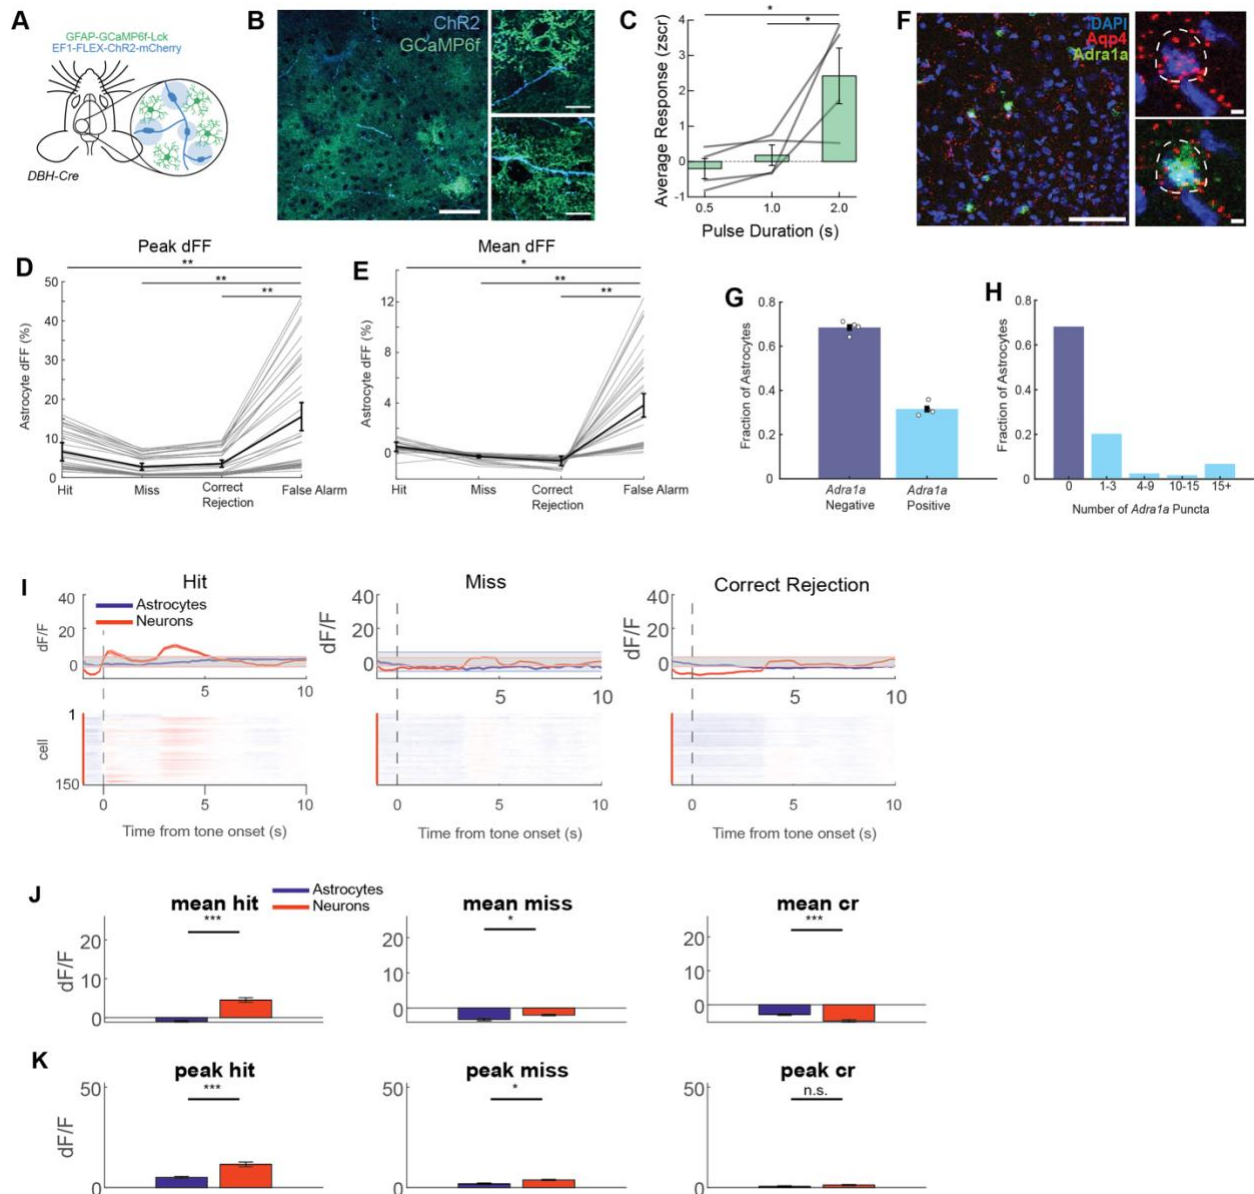 A
GFAP-GCaMP6f-Lck
EF1-FLEX-ChR2-mCherry
DBH-Cre
B
ChR2
GCaMP6f
C
*
*
Average Response (zscr)
4
3
2
1
0
-1
0.5
1.0
2.0
Pulse Duration (s)
F
DAPI
Aqp4
Adra1a
D
Peak dFF
**
**
**
Astrocyte dFF (%)
50
40
30
20
10
0
Hit
Miss
Correct
Rejection
False Alarm
E
Mean dFF
*
**
**
Astrocyte dFF (%)
12
8
4
0
Hit
Miss
Correct
Rejection
False Alarm
G
Fraction of Astrocytes
0.8
0.6
0.4
0.2
0
Adra1a
Negative
Adra1a
Positive
H
Fraction of Astrocytes
0.8
0.6
0.4
0.2
0
0
1-3
4-9
10-15
15+
Number of Adra1a Puncta
I
Hit
Astrocytes
Neurons
dF/F
40
20
0
5
10
1
cell
150
0
5
10
Time from tone onset (s)
Miss
dF/F
40
20
0
5
10
0
5
10
Time from tone onset (s)
Correct Rejection
dF/F
40
20
0
5
10
0
5
10
Time from tone onset (s)
J
Astrocytes
Neurons
mean hit
***
dF/F
20
10
0
mean miss
*
20
10
0
mean cr
***
20
10
0
K
peak hit
***
dF/F
50
0
peak miss
*
50
0
peak cr
n.s.
50
0